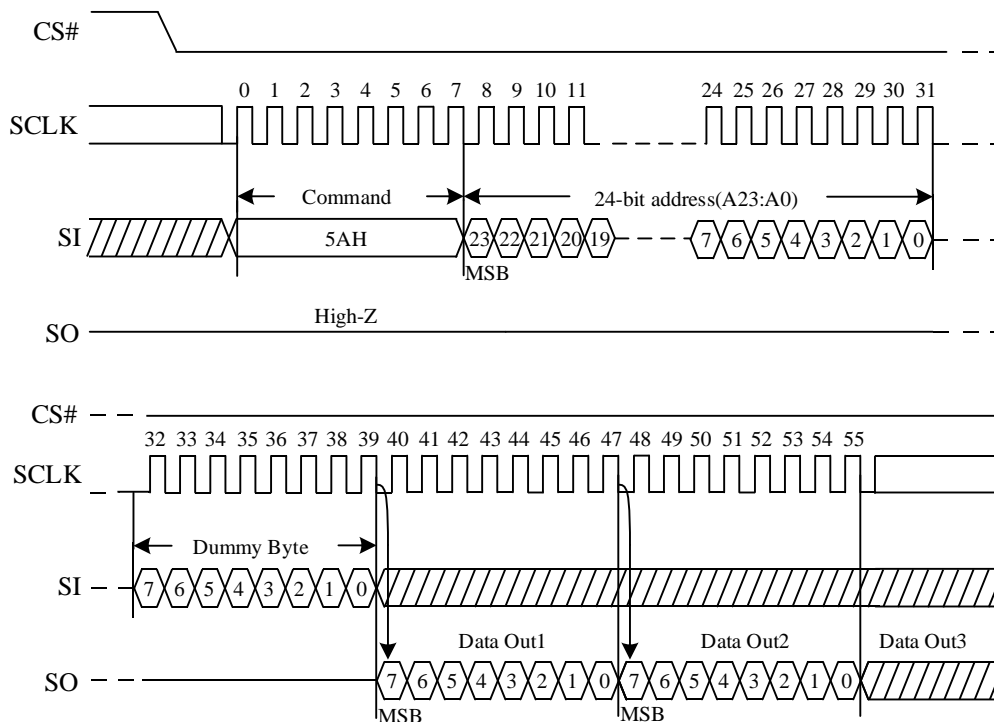 CS#
0 1 2 3 4 5 6 7 8 9 10 11 24 25 26 27 28 29 30 31
SCLK
Command 24-bit address(A23:A0)
SI 5AH 23 22 21 20 19 7 6 5 4 3 2 1 0
MSB
High-Z
SO
CS#
32 33 34 35 36 37 38 39 40 41 42 43 44 45 46 47 48 49 50 51 52 53 54 55
SCLK
Dummy Byte
SI 7 6 5 4 3 2 1 0
Data Out1 Data Out2 Data Out3
SO 7 6 5 4 3 2 1 0 7 6 5 4 3 2 1 0
MSB MSB